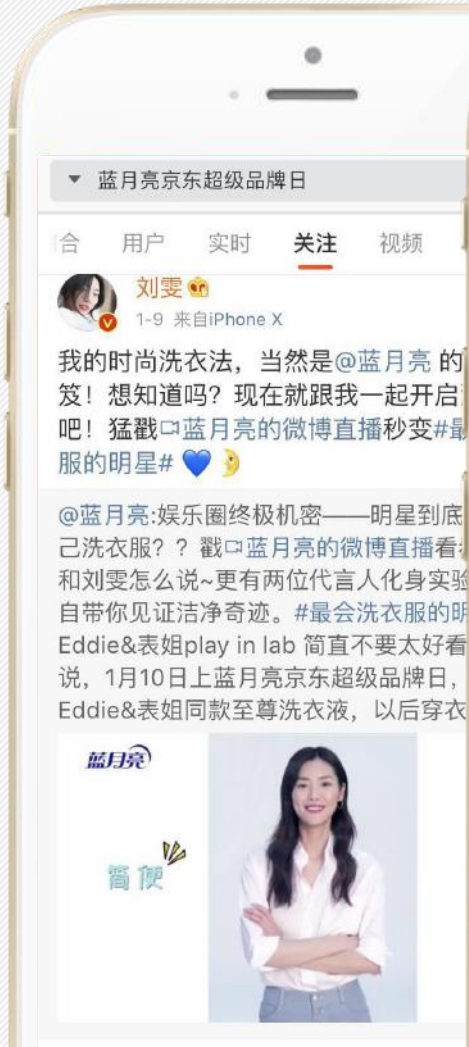 蓝月亮京东超级品牌日
合 用户 实时 关注 视频
刘雯
1-9 来自iPhone X
我的时尚洗衣法，当然是@蓝月亮 的
笈！想知道吗？现在就跟我一起开启
吧！猛戳蓝月亮的微博直播秒变#最
服的明星# 💙🌛
@蓝月亮:娱乐圈终极机密——明星到底
己洗衣服？？戳蓝月亮的微博直播看
和刘雯怎么说~更有两位代言人化身实验
自带你见证洁净奇迹。#最会洗衣服的明
Eddie&表姐play in lab 简直不要太好看
说，1月10日上蓝月亮京东超级品牌日，
Eddie&表姐同款至尊洗衣液，以后穿衣
蓝月亮
简便